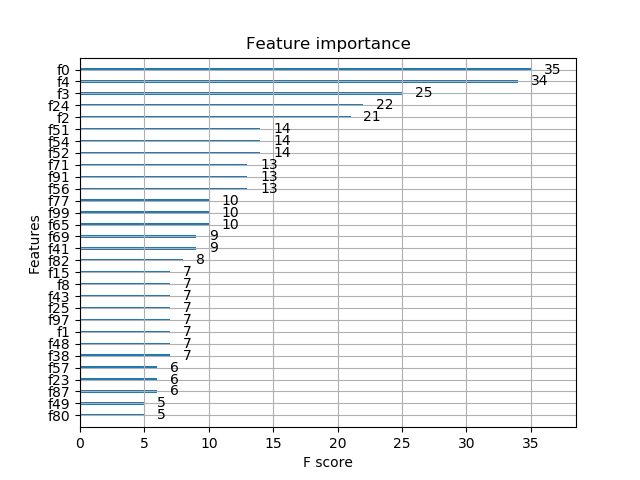 Feature importance
f0 35
f4 34
f3 25
f24 22
f2 21
f51 14
f54 14
f52 14
f71 13
f91 13
f56 13
f77 10
f99 10
f65 10
f69 9
f41 9
f82 8
f15 7
f8 7
f43 7
f25 7
f97 7
f1 7
f48 7
f38 7
f57 6
f23 6
f87 6
f49 5
f80 5
Features
0 5 10 15 20 25 30 35
F score